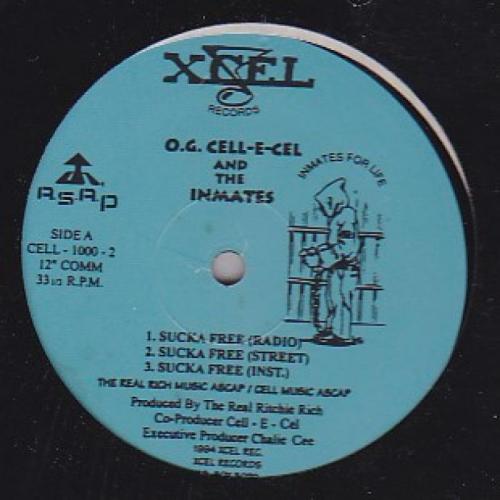 XCEL
RECORDS
O.G. CELL-E-CEL
AND
THE
INMATES
INMATES FOR LIFE
A.S.A.P
SIDE A
CELL - 1000 - 2
12" COMM
33 1/3 R.P.M.
1. SUCKA FREE (RADIO)
2. SUCKA FREE (STREET)
3. SUCKA FREE (INST.)
THE REAL RICH MUSIC ASCAP / CELL MUSIC ASCAP
Produced By The Real Ritchie Rich
Co-Producer Cell - E - Cel
Executive Producer Chalie Cee
1994 XCEL REC.
XCEL RECORDS